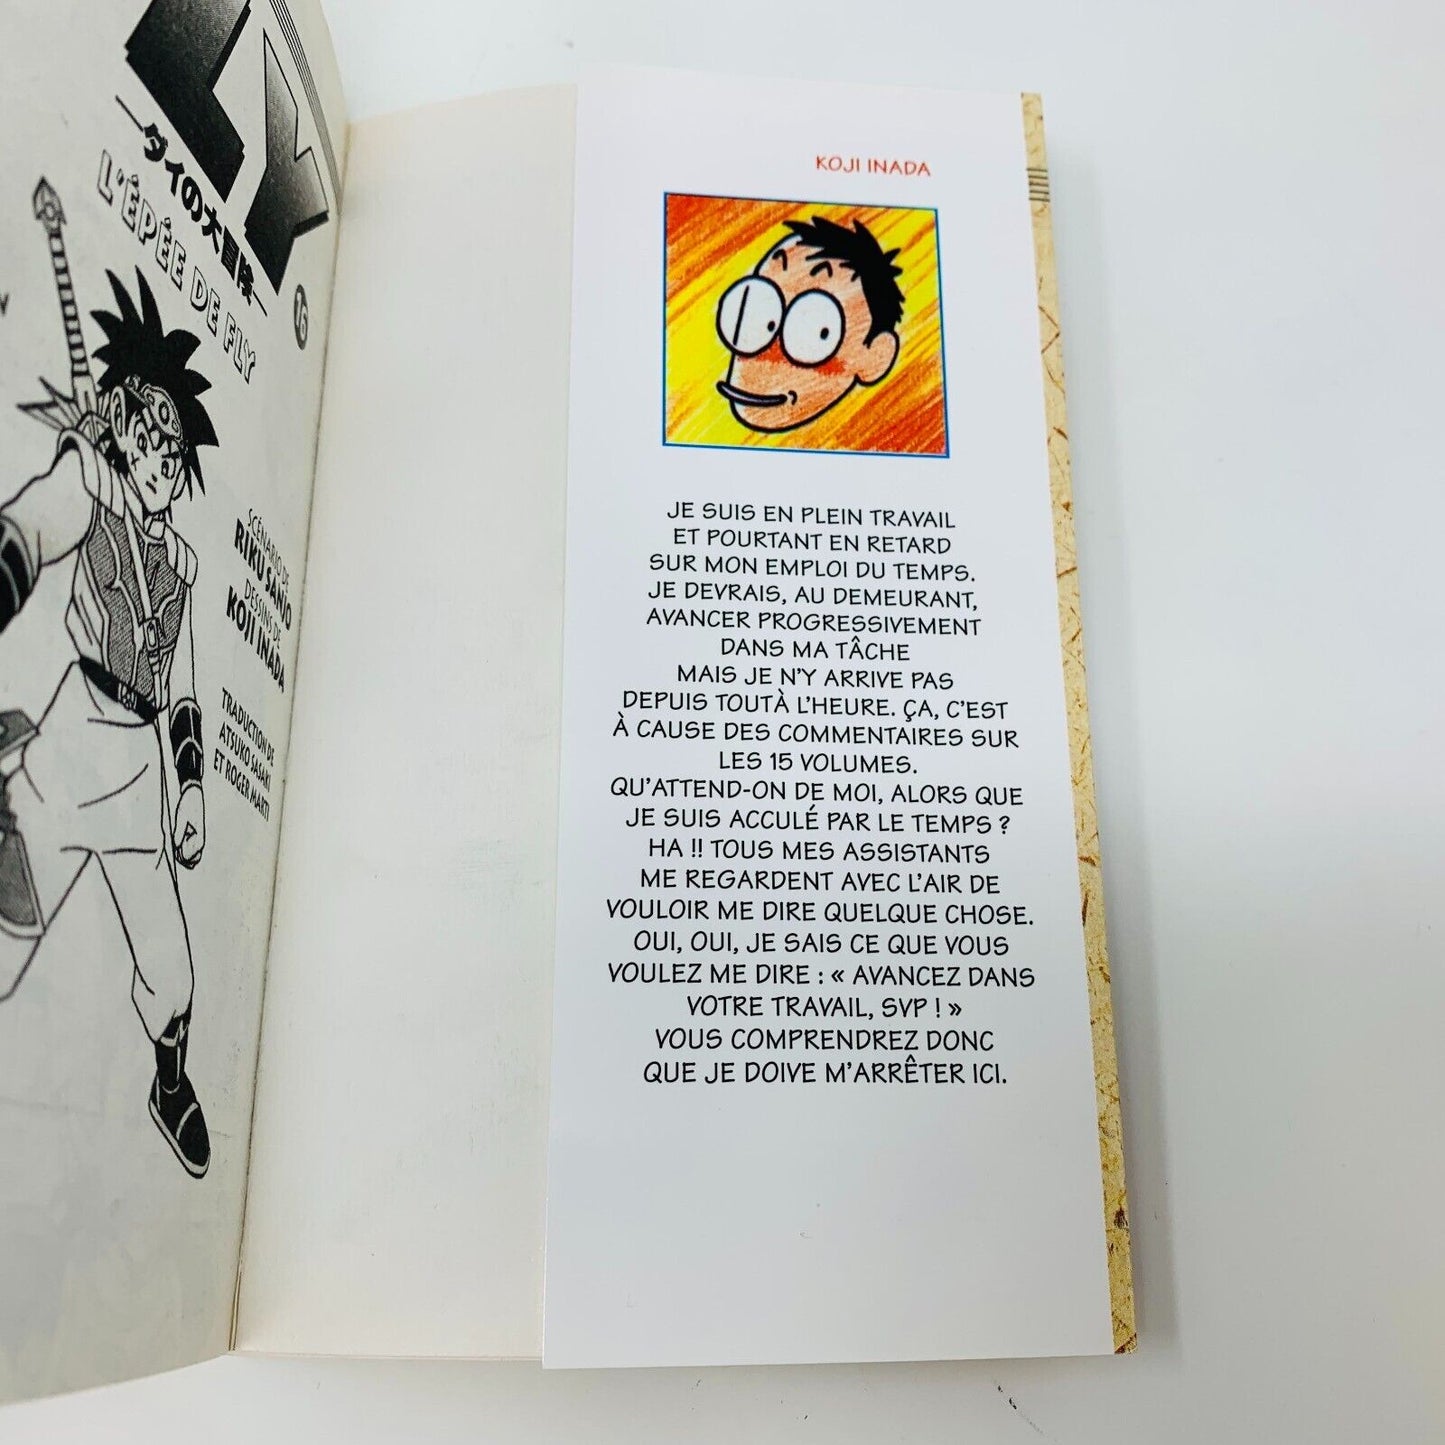 LY
—ダイの大冒険—
L'ÉPÉE DE FLY
16
SCÉNARIO DE
RIKU SANJO
DESSINS DE
KOJI INADA
TRADUCTION DE
ATSUKO SASAKI
ET ROGER MARTI
KOJI INADA
JE SUIS EN PLEIN TRAVAIL
ET POURTANT EN RETARD
SUR MON EMPLOI DU TEMPS.
JE DEVRAIS, AU DEMEURANT,
AVANCER PROGRESSIVEMENT
DANS MA TÂCHE
MAIS JE N'Y ARRIVE PAS
DEPUIS TOUTÀ L'HEURE. ÇA, C'EST
À CAUSE DES COMMENTAIRES SUR
LES 15 VOLUMES.
QU'ATTEND-ON DE MOI, ALORS QUE
JE SUIS ACCULÉ PAR LE TEMPS ?
HA !! TOUS MES ASSISTANTS
ME REGARDENT AVEC L'AIR DE
VOULOIR ME DIRE QUELQUE CHOSE.
OUI, OUI, JE SAIS CE QUE VOUS
VOULEZ ME DIRE : « AVANCEZ DANS
VOTRE TRAVAIL, SVP ! »
VOUS COMPRENDREZ DONC
QUE JE DOIVE M'ARRÊTER ICI.